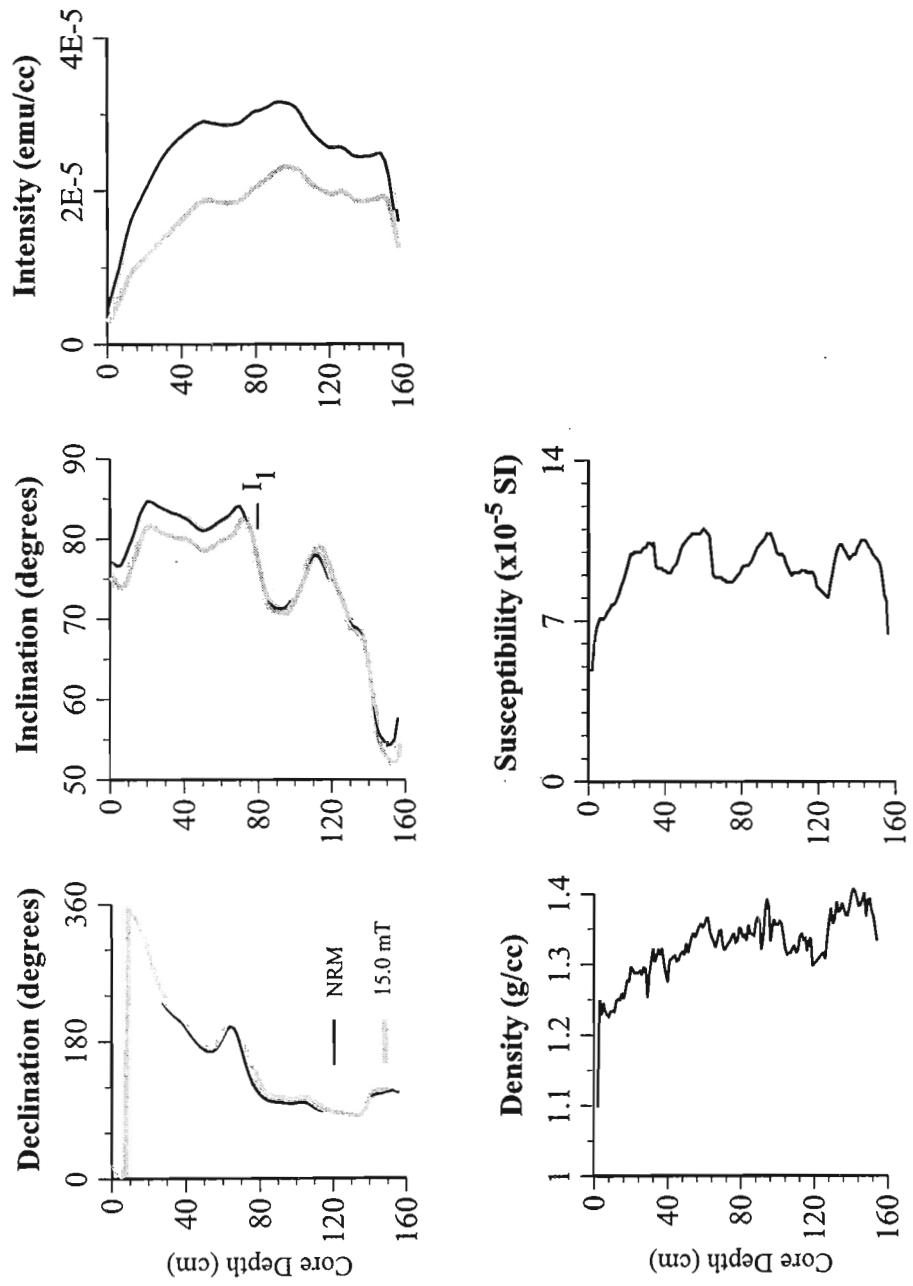 Declination (degrees)
0 180 360
0
40
80
120
160
Core Depth (cm)
NRM
15.0 mT
Inclination (degrees)
50 60 70 80 90
0
40
80
120
160
I1
Intensity (emu/cc)
0 2E-5 4E-5
0
40
80
120
160
Density (g/cc)
1 1.1 1.2 1.3 1.4
0
40
80
120
160
Core Depth (cm)
Susceptibility (x10-5 SI)
0 7 14
0
40
80
120
160